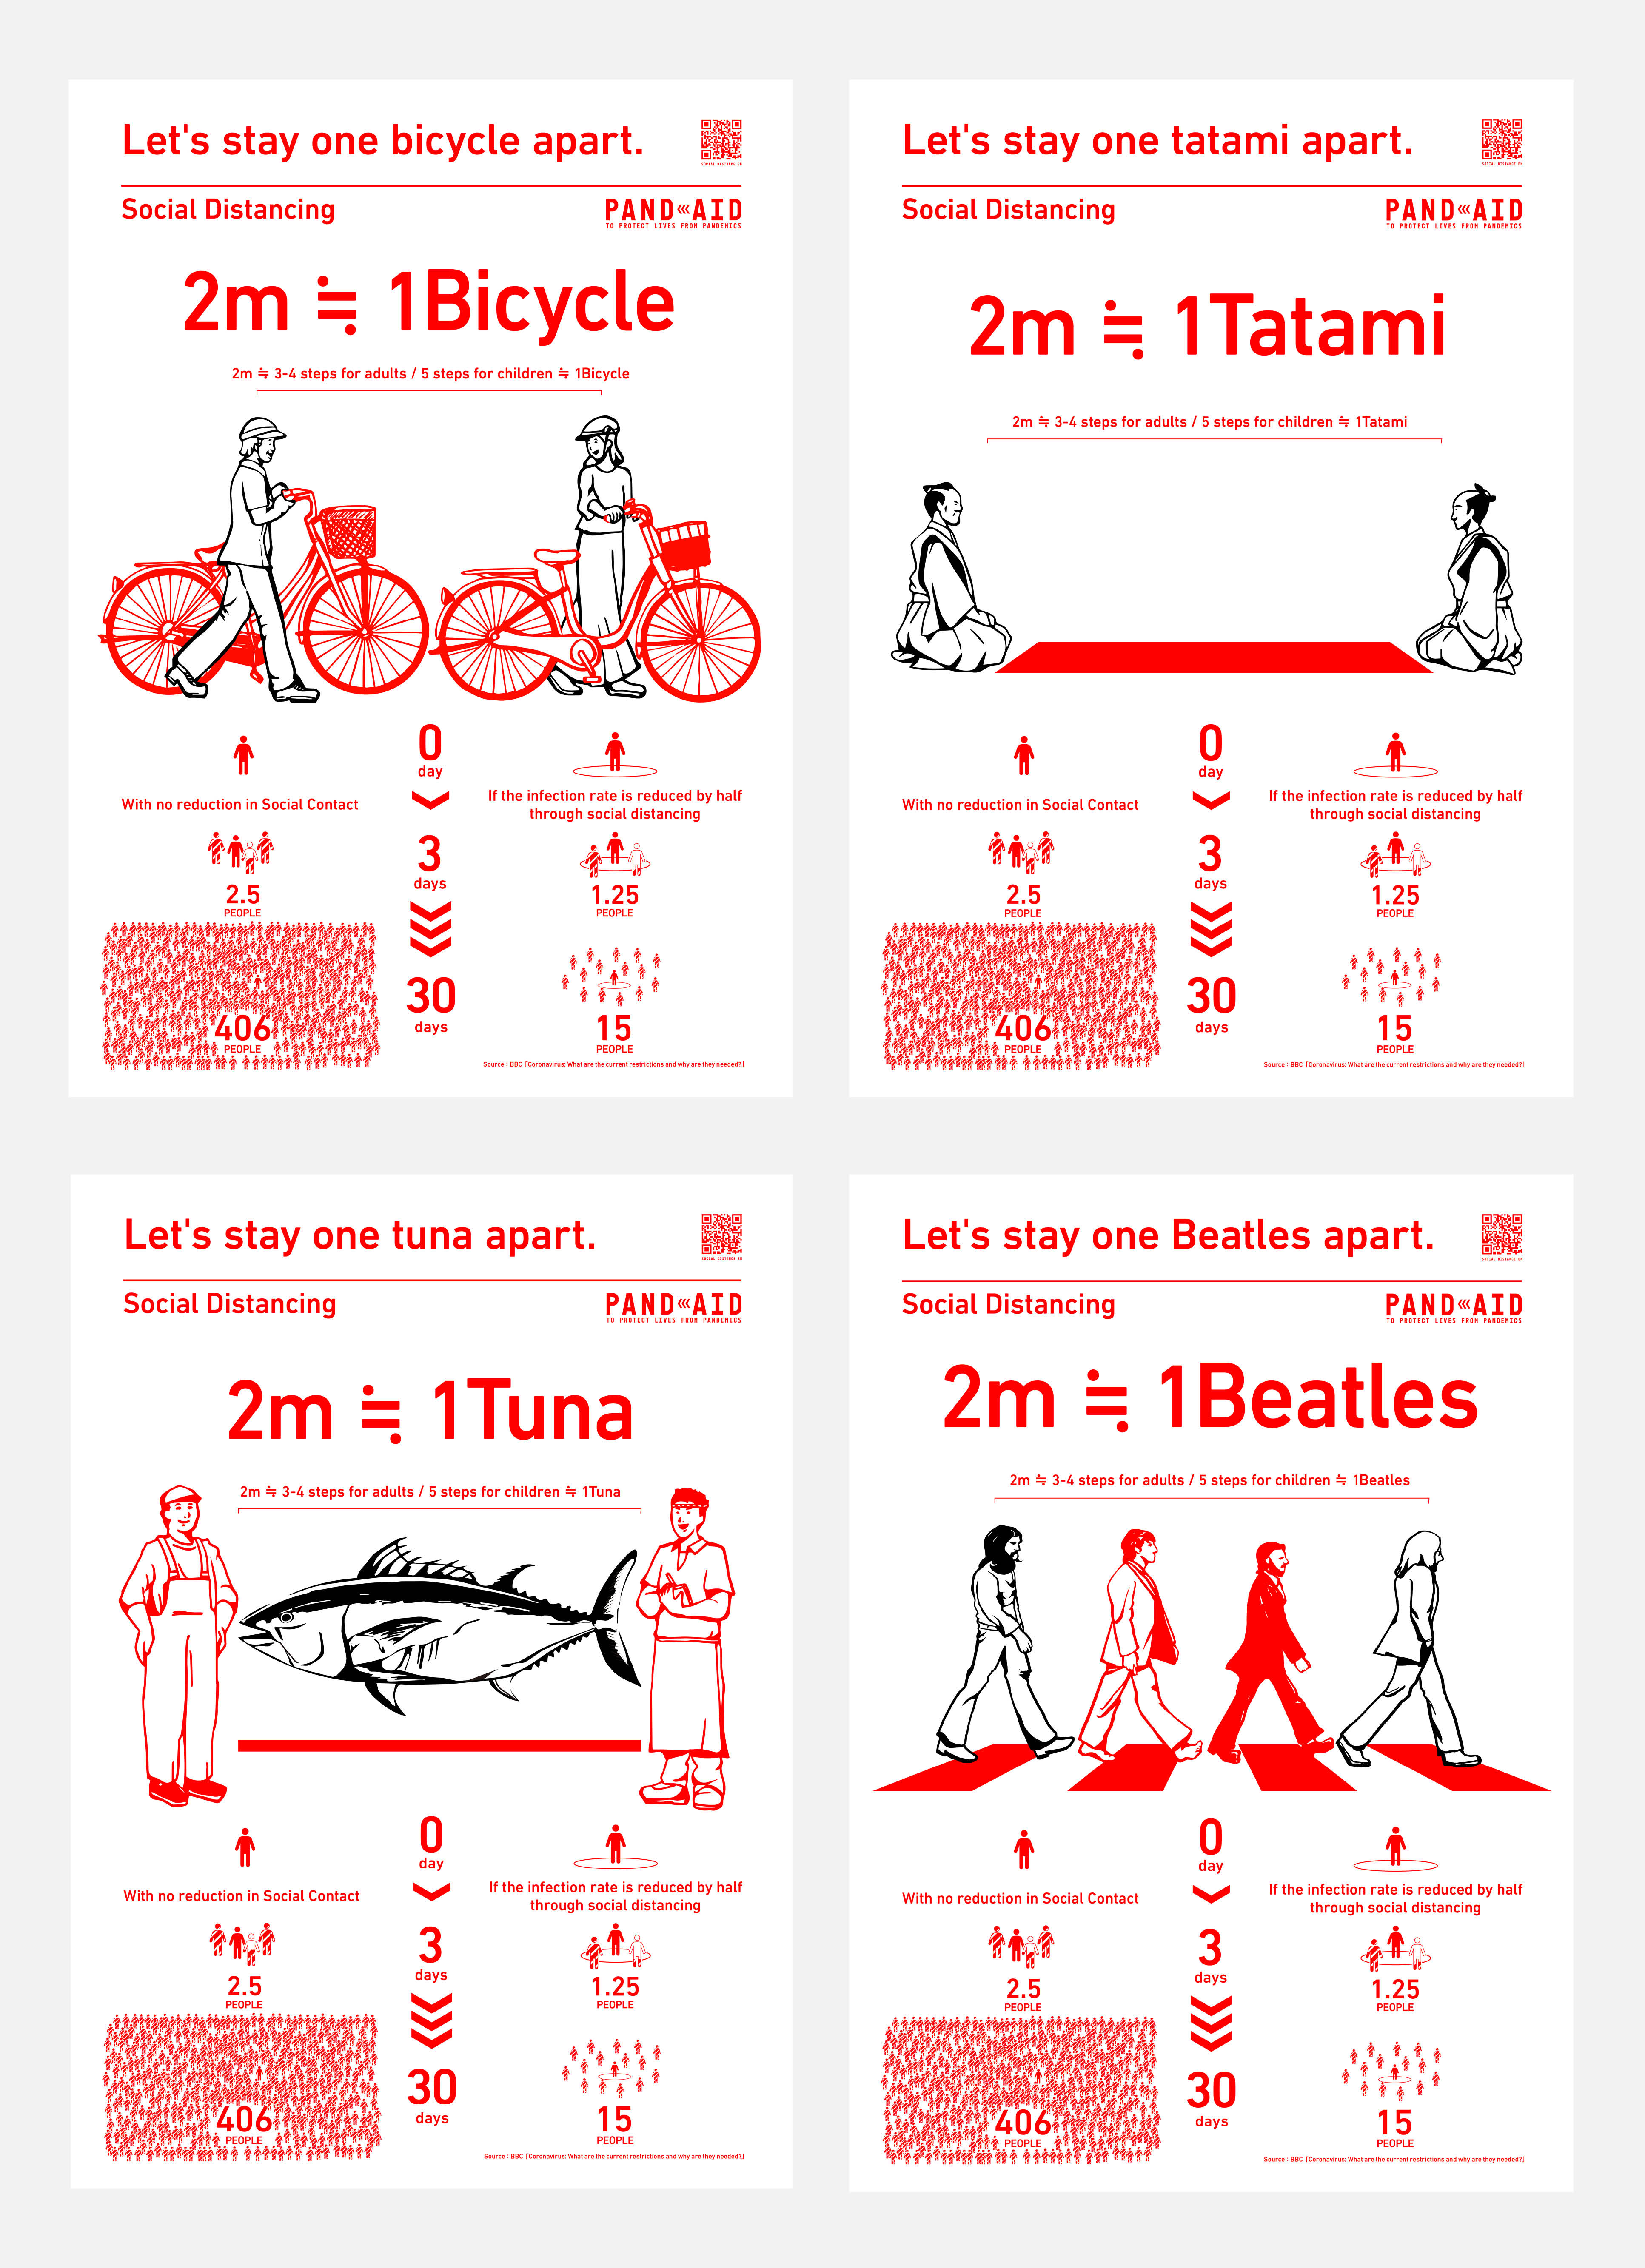 Let's stay one bicycle apart.
SOCIAL DISTANCE EN
Social Distancing
PAND‹‹‹AID
TO PROTECT LIVES FROM PANDEMICS
2m ≒ 1Bicycle
2m ≒ 3-4 steps for adults / 5 steps for children ≒ 1Bicycle
0
day
With no reduction in Social Contact
If the infection rate is reduced by half
through social distancing
3
days
2.5
PEOPLE
1.25
PEOPLE
30
days
406
PEOPLE
15
PEOPLE
Source : BBC「Coronavirus: What are the current restrictions and why are they needed?」
Let's stay one tatami apart.
SOCIAL DISTANCE EN
Social Distancing
PAND‹‹‹AID
TO PROTECT LIVES FROM PANDEMICS
2m ≒ 1Tatami
2m ≒ 3-4 steps for adults / 5 steps for children ≒ 1Tatami
0
day
With no reduction in Social Contact
If the infection rate is reduced by half
through social distancing
3
days
2.5
PEOPLE
1.25
PEOPLE
30
days
406
PEOPLE
15
PEOPLE
Source : BBC「Coronavirus: What are the current restrictions and why are they needed?」
Let's stay one tuna apart.
SOCIAL DISTANCE EN
Social Distancing
PAND‹‹‹AID
TO PROTECT LIVES FROM PANDEMICS
2m ≒ 1Tuna
2m ≒ 3-4 steps for adults / 5 steps for children ≒ 1Tuna
0
day
With no reduction in Social Contact
If the infection rate is reduced by half
through social distancing
3
days
2.5
PEOPLE
1.25
PEOPLE
30
days
406
PEOPLE
15
PEOPLE
Source : BBC「Coronavirus: What are the current restrictions and why are they needed?」
Let's stay one Beatles apart.
SOCIAL DISTANCE EN
Social Distancing
PAND‹‹‹AID
TO PROTECT LIVES FROM PANDEMICS
2m ≒ 1Beatles
2m ≒ 3-4 steps for adults / 5 steps for children ≒ 1Beatles
0
day
With no reduction in Social Contact
If the infection rate is reduced by half
through social distancing
3
days
2.5
PEOPLE
1.25
PEOPLE
30
days
406
PEOPLE
15
PEOPLE
Source : BBC「Coronavirus: What are the current restrictions and why are they needed?」